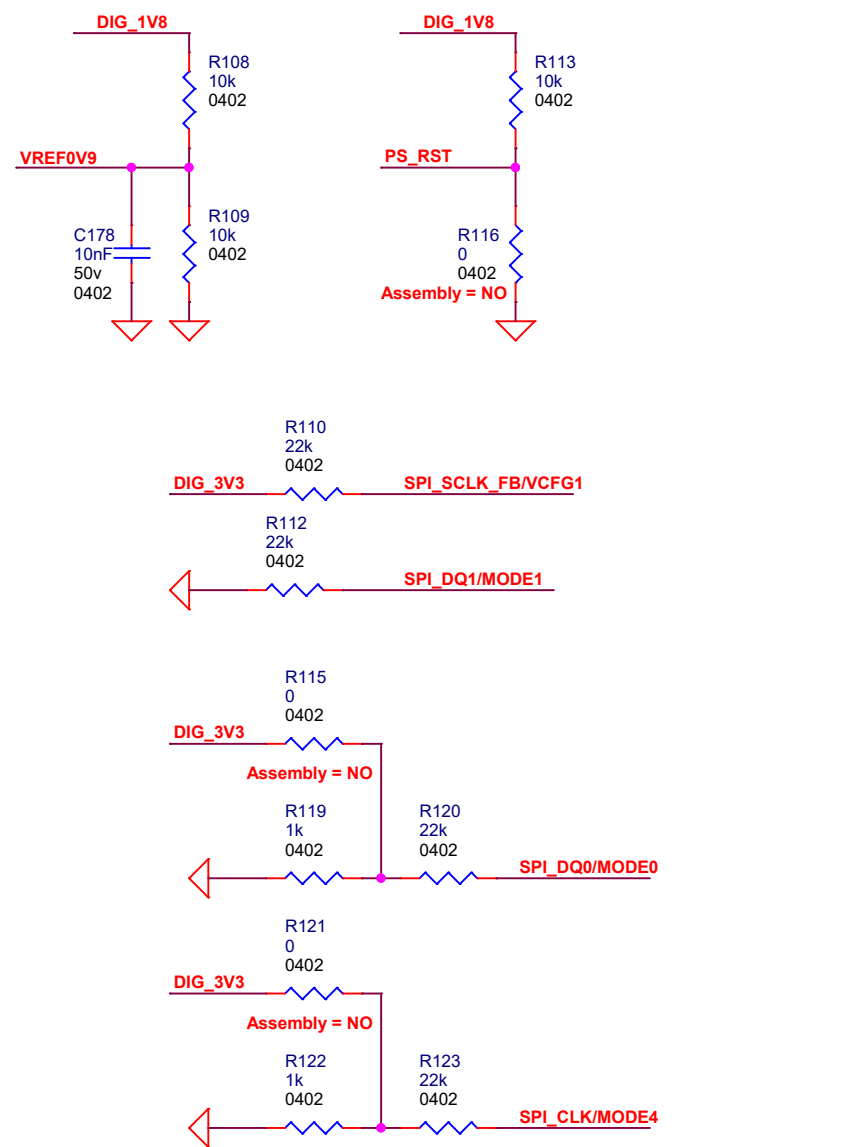 DIG_1V8
R108
10k
0402
VREF0V9
R109
10k
0402
C178
10nF
50v
0402
DIG_1V8
R113
10k
0402
PS_RST
R116
0
0402
Assembly = NO
R110
22k
0402
DIG_3V3
SPI_SCLK_FB/VCFG1
R112
22k
0402
SPI_DQ1/MODE1
R115
0
0402
DIG_3V3
Assembly = NO
R119
1k
0402
R120
22k
0402
SPI_DQ0/MODE0
R121
0
0402
DIG_3V3
Assembly = NO
R122
1k
0402
R123
22k
0402
SPI_CLK/MODE4